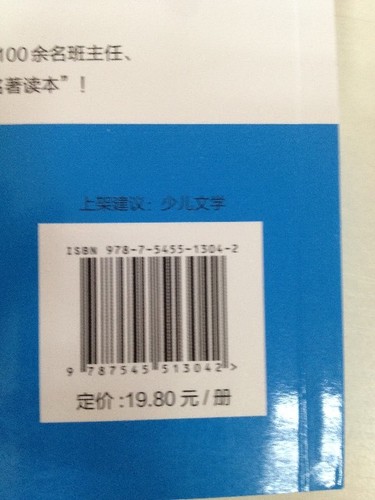 100余名班主任、
名著读本”！
上架建议：少儿文学
ISBN 978-7-5455-1304-2
9 787545 513042 >
定价:19.80元/册